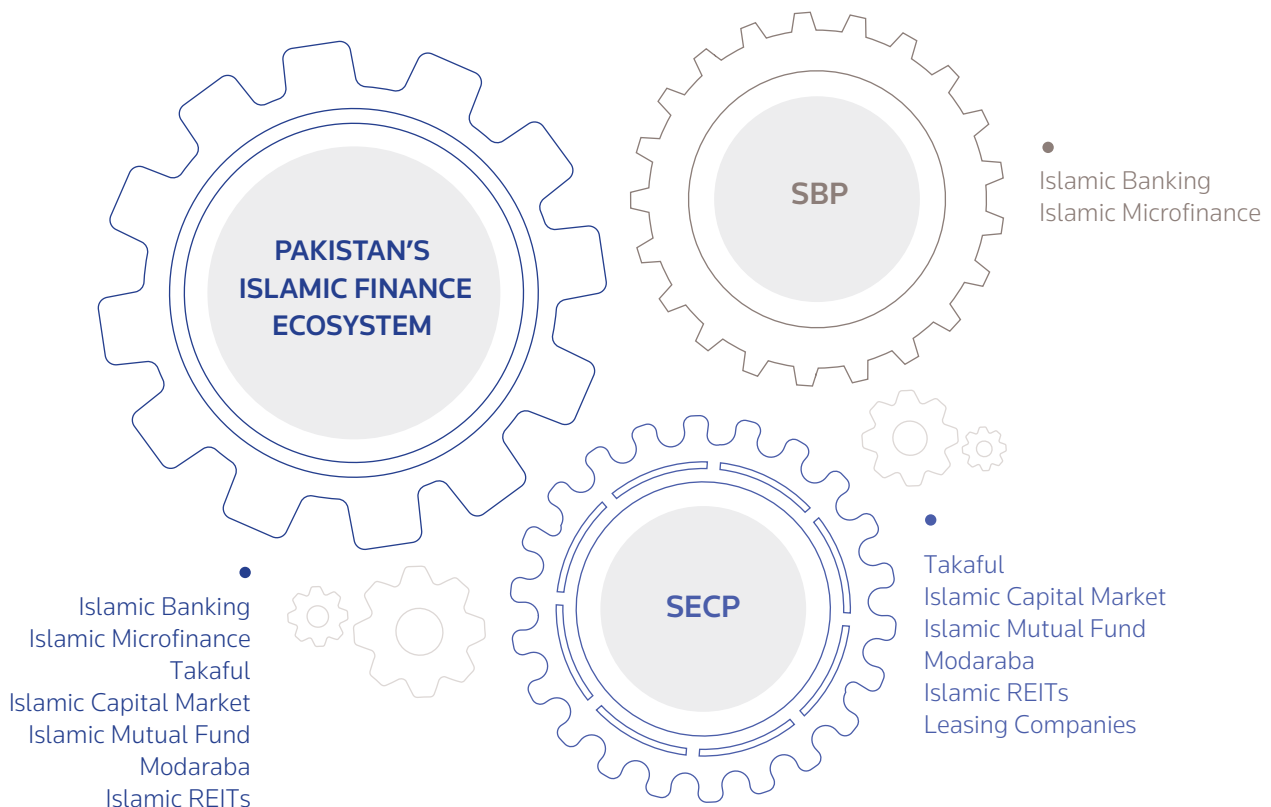 PAKISTAN'S
ISLAMIC FINANCE
ECOSYSTEM
SBP
Islamic Banking
Islamic Microfinance
SECP
Takaful
Islamic Capital Market
Islamic Mutual Fund
Modaraba
Islamic REITs
Leasing Companies
Islamic Banking
Islamic Microfinance
Takaful
Islamic Capital Market
Islamic Mutual Fund
Modaraba
Islamic REITs